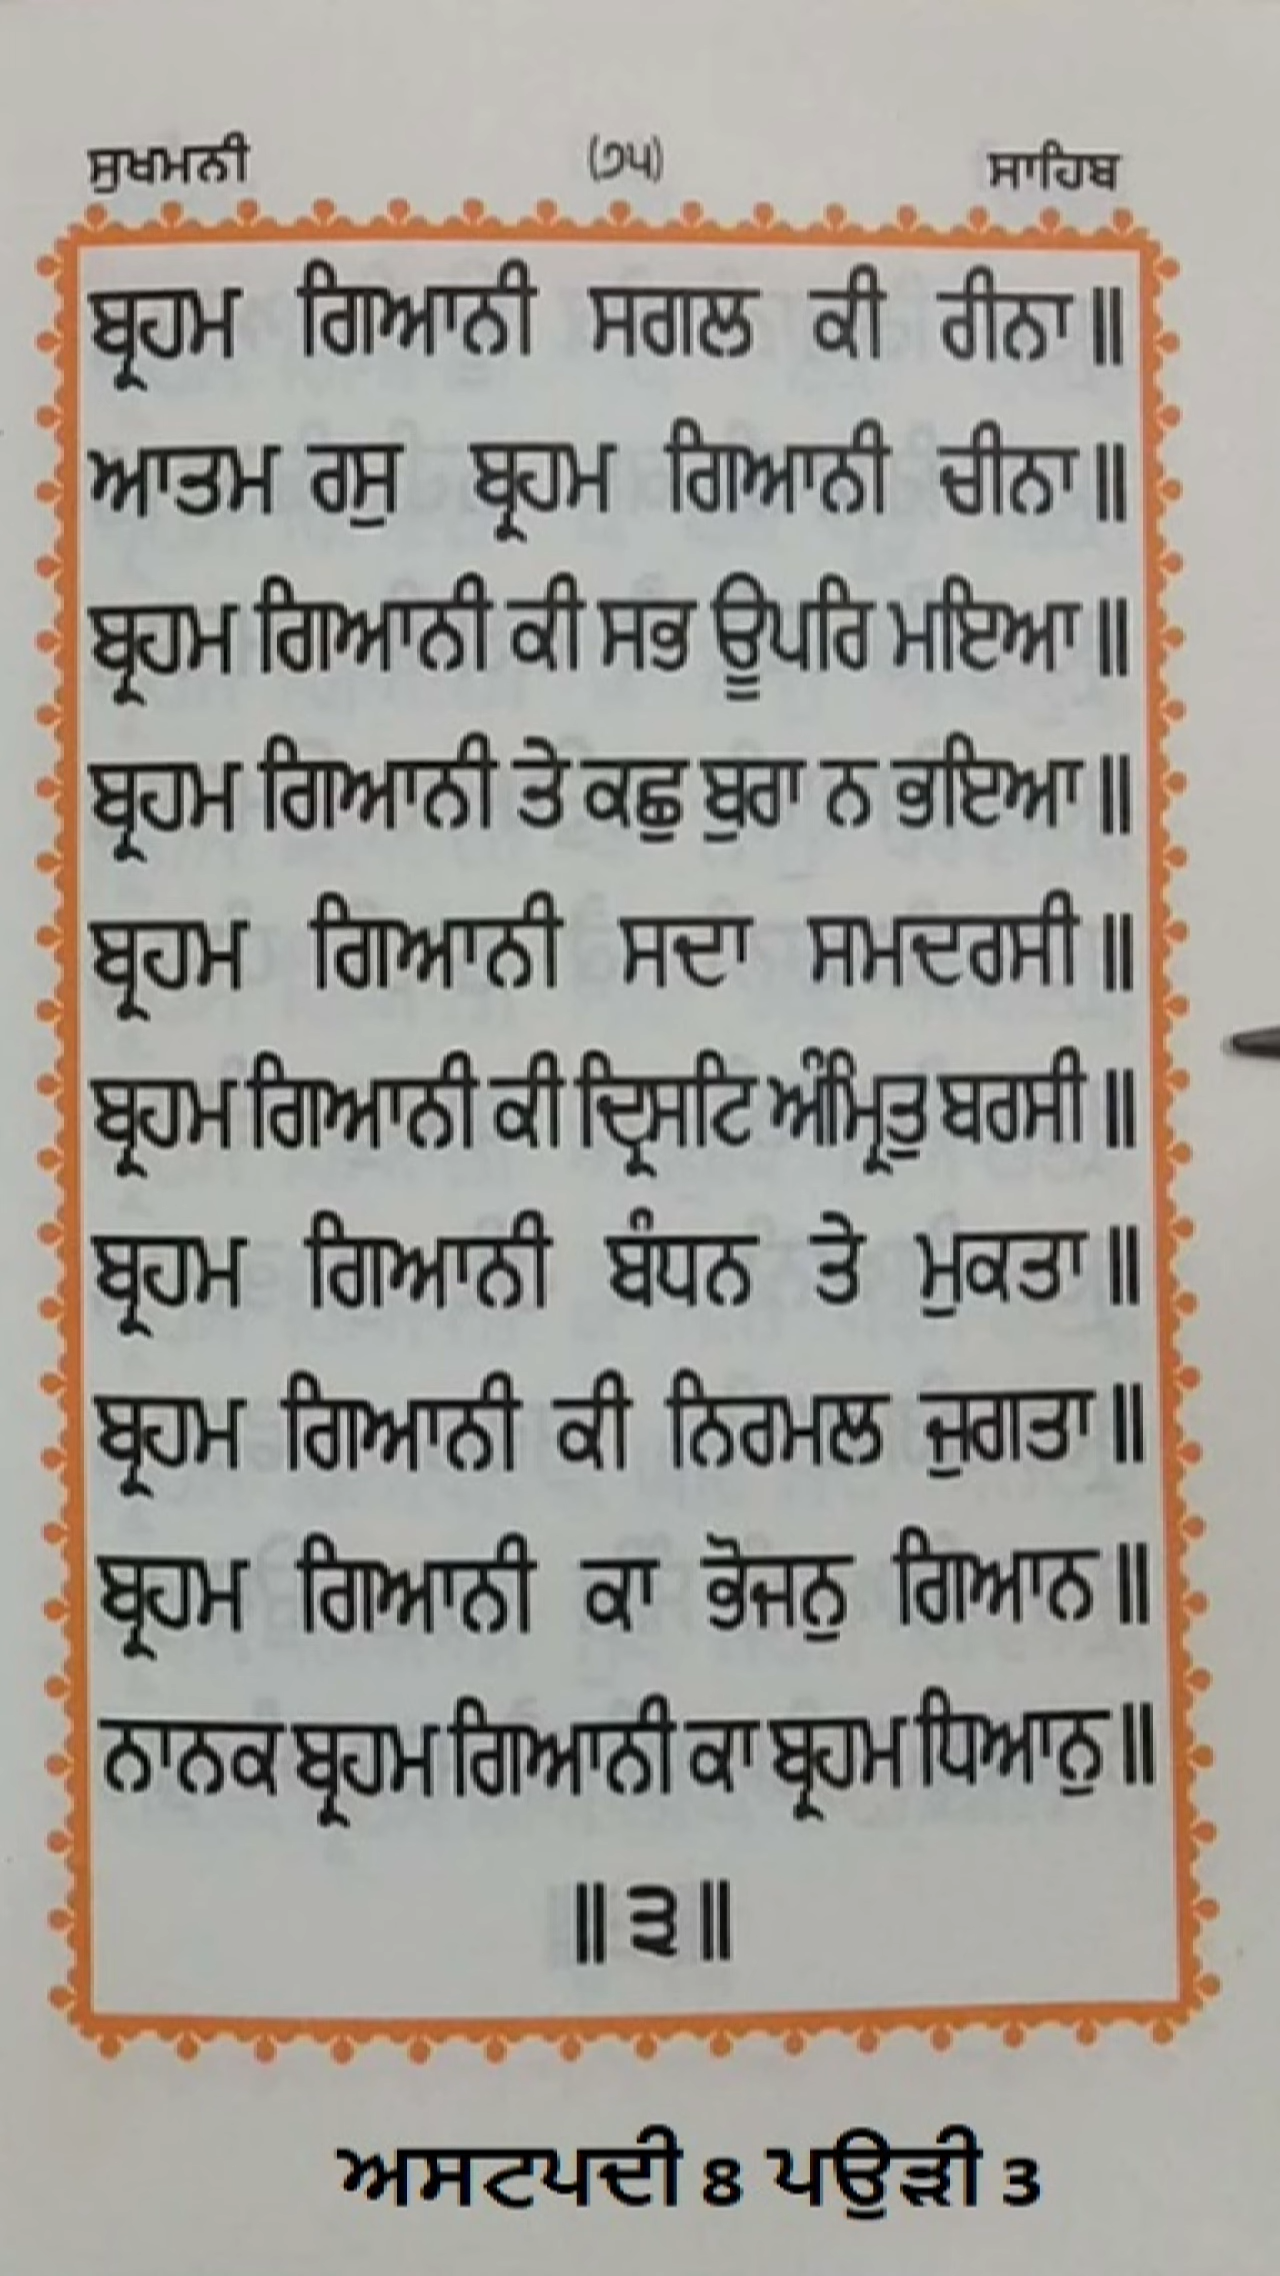 ਸੁਖਮਨੀ (੭੫) ਸਾਹਿਬ
ਬ੍ਰਹਮ ਗਿਆਨੀ ਸਗਲ ਕੀ ਰੀਨਾ॥
ਆਤਮ ਰਸੁ ਬ੍ਰਹਮ ਗਿਆਨੀ ਚੀਨਾ॥
ਬ੍ਰਹਮ ਗਿਆਨੀ ਕੀ ਸਭ ਊਪਰਿ ਮਇਆ॥
ਬ੍ਰਹਮ ਗਿਆਨੀ ਤੇ ਕਛੁ ਬੁਰਾ ਨ ਭਇਆ॥
ਬ੍ਰਹਮ ਗਿਆਨੀ ਸਦਾ ਸਮਦਰਸੀ॥
ਬ੍ਰਹਮ ਗਿਆਨੀ ਕੀ ਦ੍ਰਿਸਟਿ ਅੰਮ੍ਰਿਤੁ ਬਰਸੀ॥
ਬ੍ਰਹਮ ਗਿਆਨੀ ਬੰਧਨ ਤੇ ਮੁਕਤਾ॥
ਬ੍ਰਹਮ ਗਿਆਨੀ ਕੀ ਨਿਰਮਲ ਜੁਗਤਾ॥
ਬ੍ਰਹਮ ਗਿਆਨੀ ਕਾ ਭੋਜਨੁ ਗਿਆਨ॥
ਨਾਨਕ ਬ੍ਰਹਮ ਗਿਆਨੀ ਕਾ ਬ੍ਰਹਮ ਧਿਆਨੁ॥
॥੩॥
ਅਸਟਪਦੀ 8 ਪਉੜੀ 3